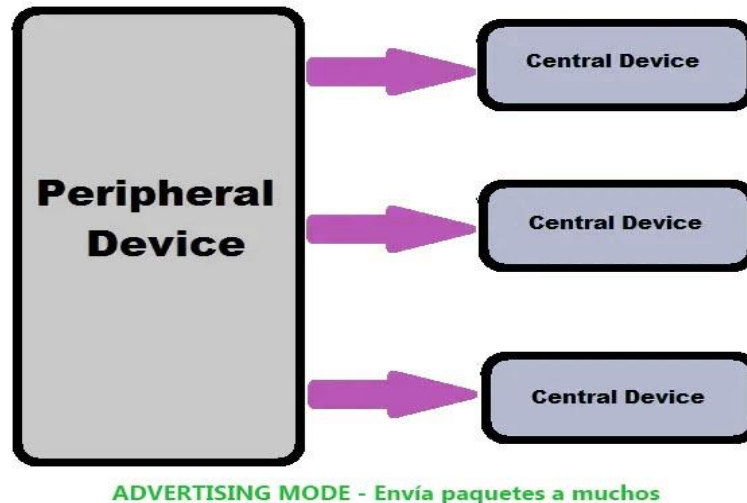 Peripheral
Device
Central Device
Central Device
Central Device
ADVERTISING MODE - Envía paquetes a muchos